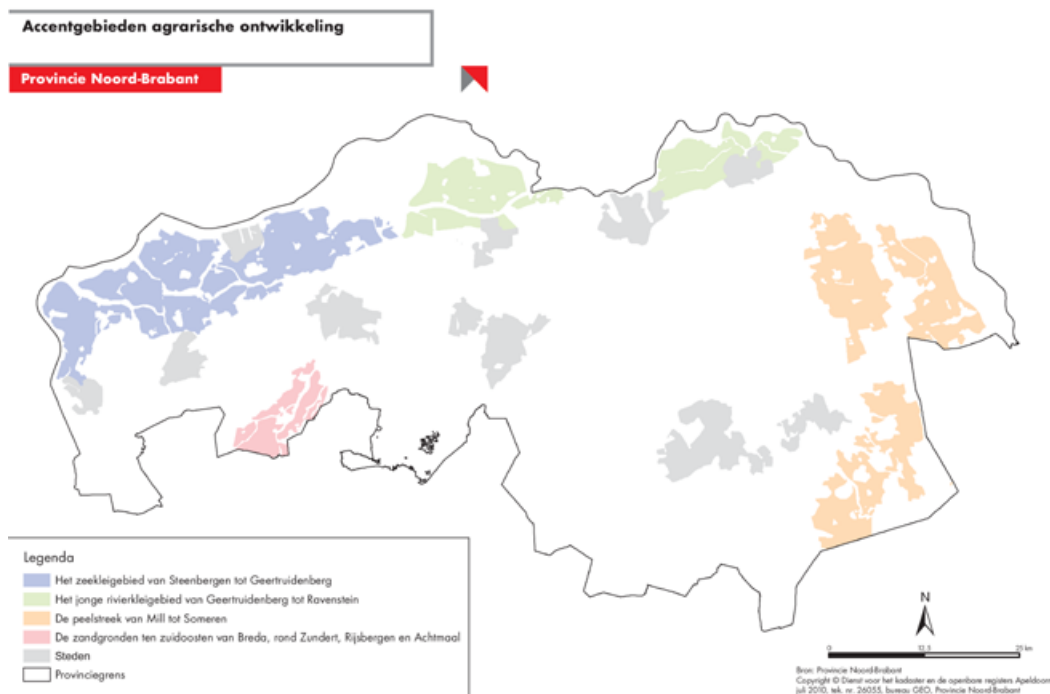 Accentgebieden agrarische ontwikkeling
Provincie Noord-Brabant
Legenda
Het zeekleigebied van Steenbergen tot Geertruidenberg
Het jonge rivierkleigebied van Geertruidenberg tot Ravenstein
De peelstreek van Mill tot Someren
De zandgronden ten zuidoosten van Breda, rond Zundert, Rijsbergen en Achtmaal
Steden
Provinciegrens
N
0 12,5 25 km
Bron: Provincie Noord-Brabant
Copyright © Dienst voor het kadaster en de openbare registers Apeldoorn
juli 2010, tek. nr. 26055, bureau GEO, Provincie Noord-Brabant